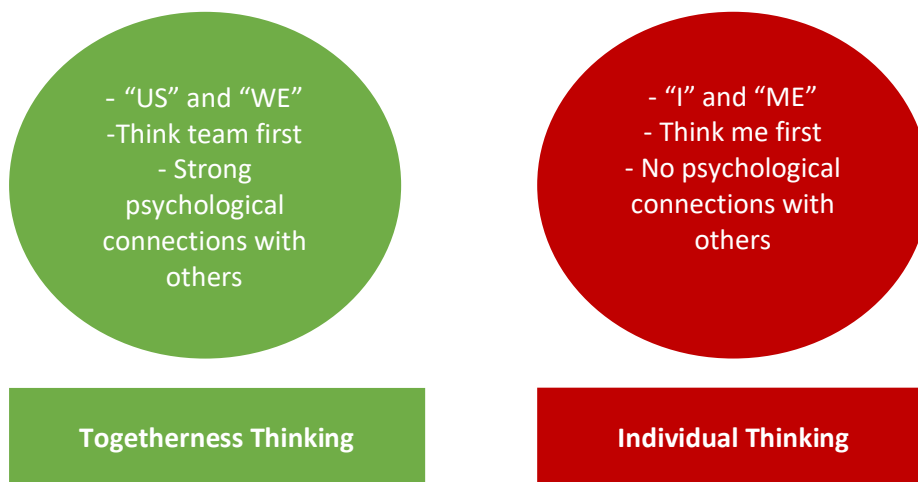 - “US” and “WE”
-Think team first
- Strong
psychological
connections with
others
Togetherness Thinking
- “I” and “ME”
- Think me first
- No psychological
connections with
others
Individual Thinking